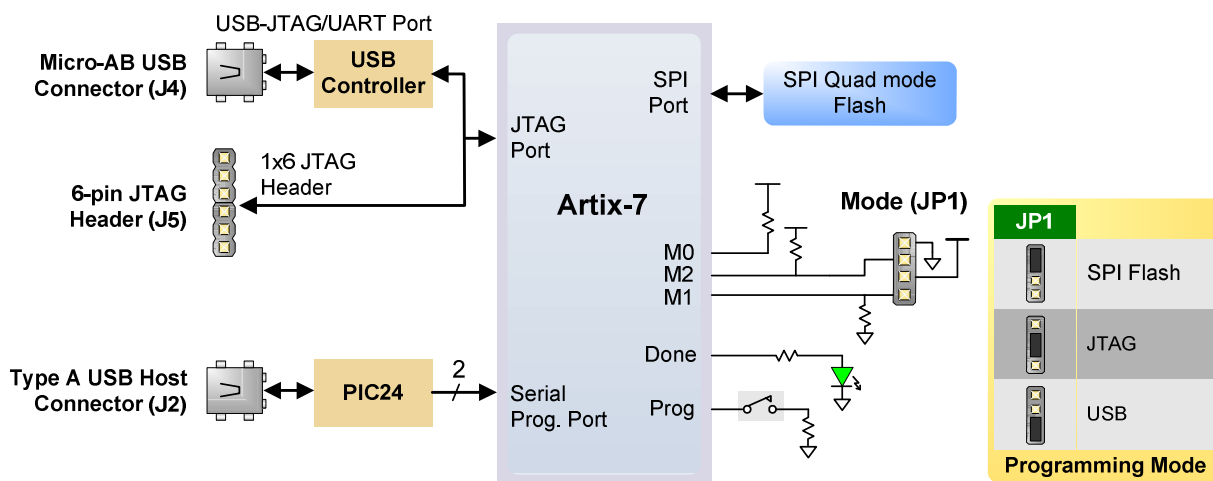 USB-JTAG/UART Port
Micro-AB USB
Connector (J4)
USB
Controller
SPI
Port
SPI Quad mode
Flash
JTAG
Port
1x6 JTAG
Header
6-pin JTAG
Header (J5)
Artix-7
Mode (JP1)
M0
M2
M1
JP1
SPI Flash
JTAG
USB
Programming Mode
Done
Type A USB Host
Connector (J2)
PIC24
2
Serial
Prog. Port
Prog